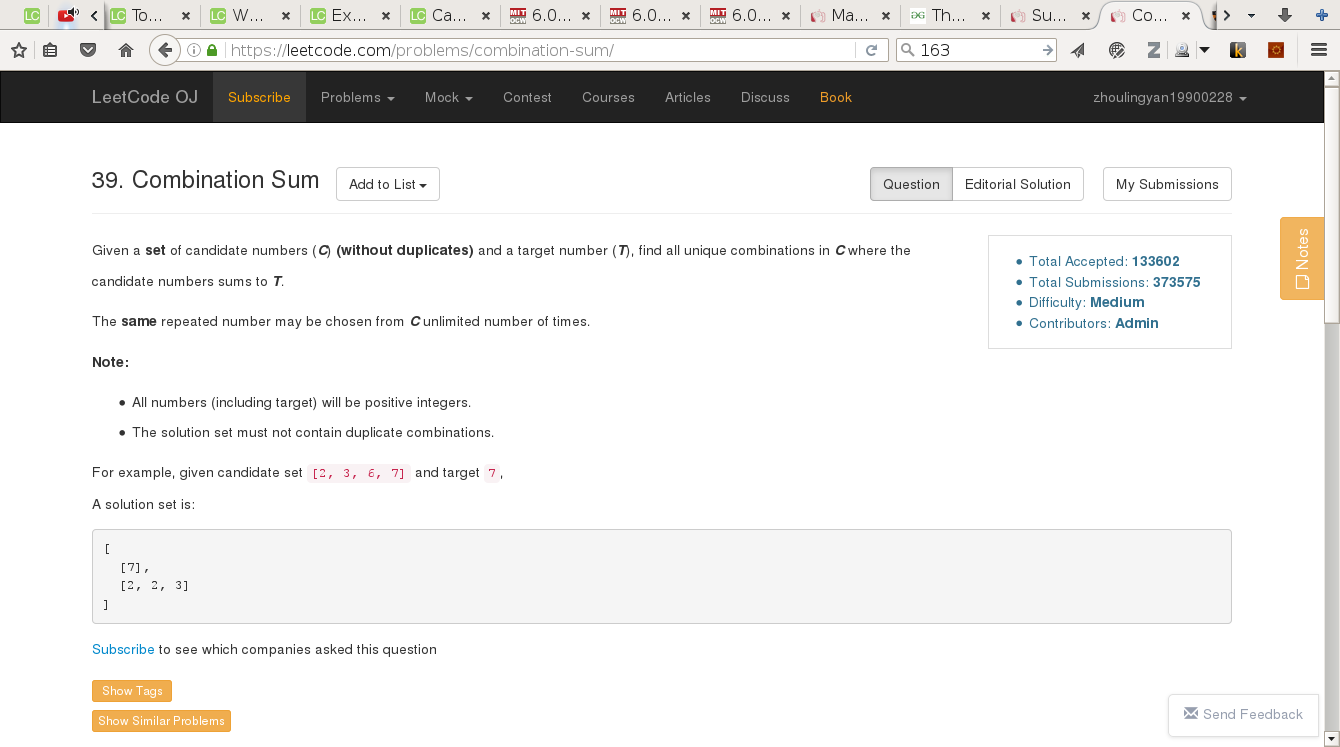 LC To... W... Ex... Ca... 6.0... 6.0... 6.0... Ma... Th... Su... Co...
https://leetcode.com/problems/combination-sum/ 163
LeetCode OJ Subscribe Problems Mock Contest Courses Articles Discuss Book zhoulingyan19900228
39. Combination Sum Add to List Question Editorial Solution My Submissions
Given a set of candidate numbers (C) (without duplicates) and a target number (T), find all unique combinations in C where the
candidate numbers sums to T.
The same repeated number may be chosen from C unlimited number of times.
Note:
• All numbers (including target) will be positive integers.
• The solution set must not contain duplicate combinations.
For example, given candidate set [2, 3, 6, 7] and target 7,
A solution set is:
[
[7],
[2, 2, 3]
]
Subscribe to see which companies asked this question
Show Tags
Show Similar Problems
• Total Accepted: 133602
• Total Submissions: 373575
• Difficulty: Medium
• Contributors: Admin
Notes
Send Feedback